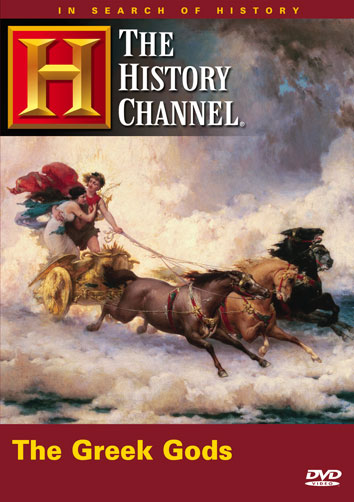 IN SEARCH OF HISTORY
H
THE
HISTORY
CHANNEL®
The Greek Gods
DVD
VIDEO